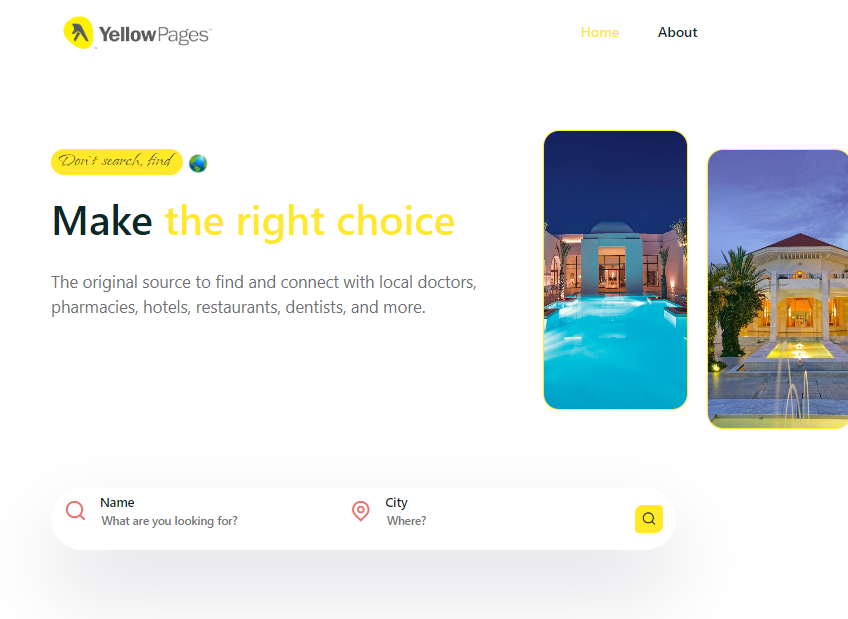 YellowPages
Home
About
Don't search, find
Make the right choice
The original source to find and connect with local doctors,
pharmacies, hotels, restaurants, dentists, and more.
Name
What are you looking for?
City
Where?